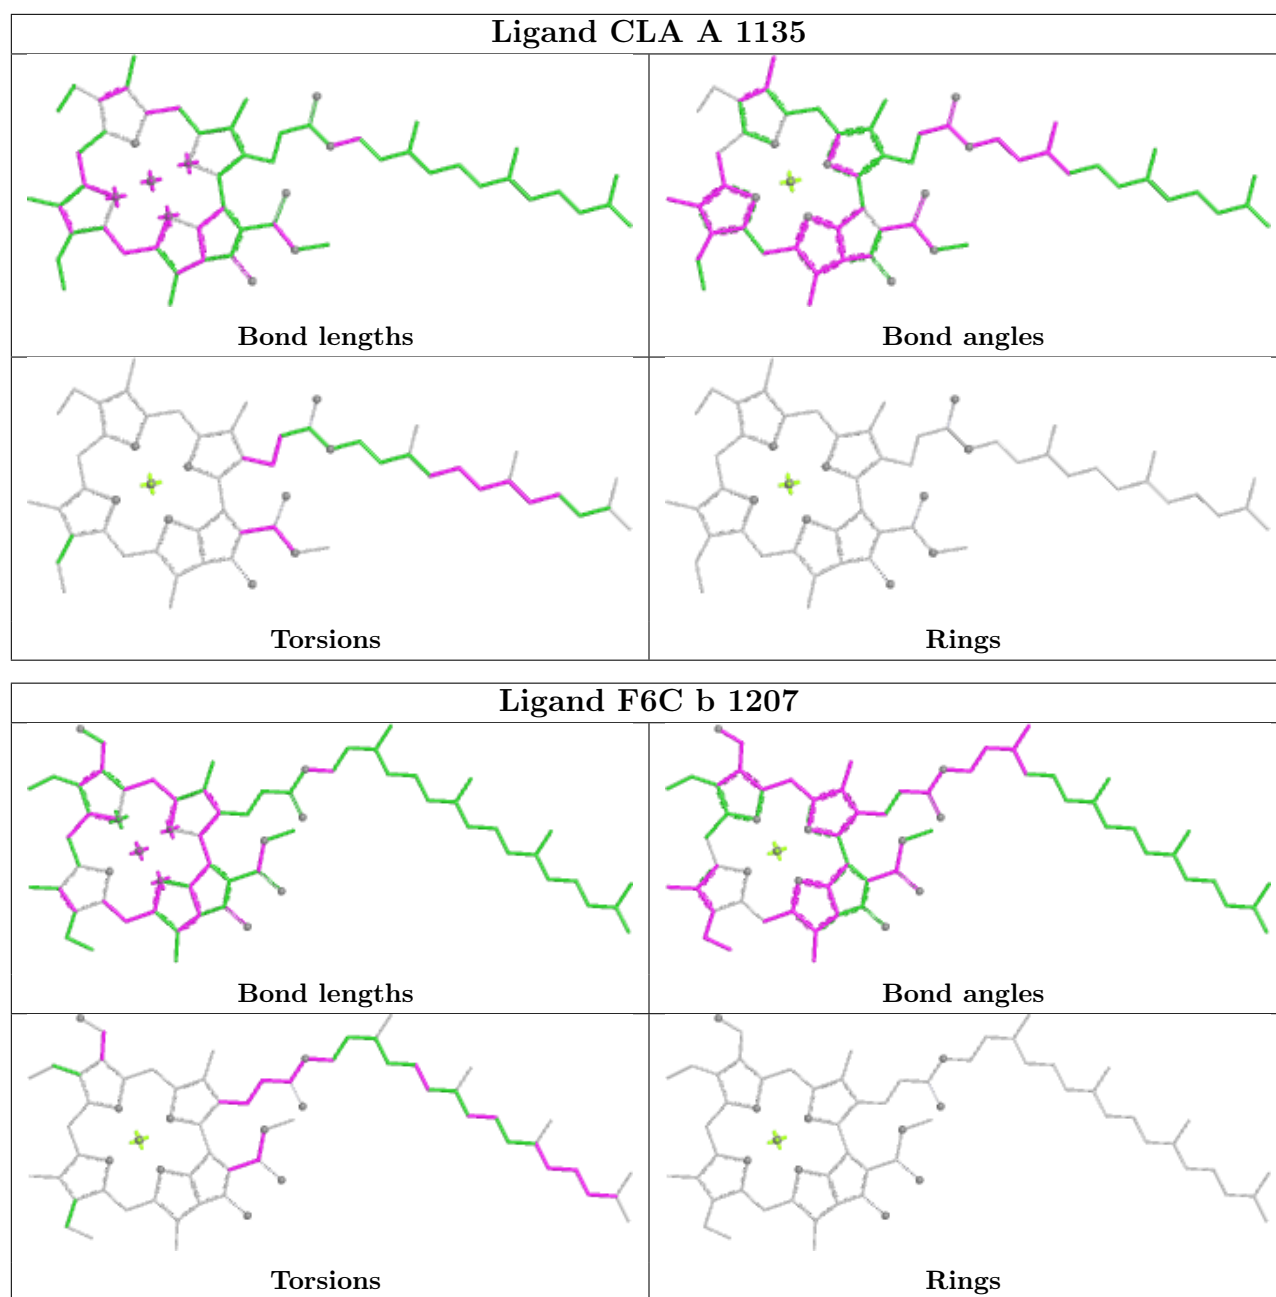 Ligand CLA A 1135
Bond lengths
Bond angles
Torsions
Rings
Ligand F6C b 1207
Bond lengths
Bond angles
Torsions
Rings